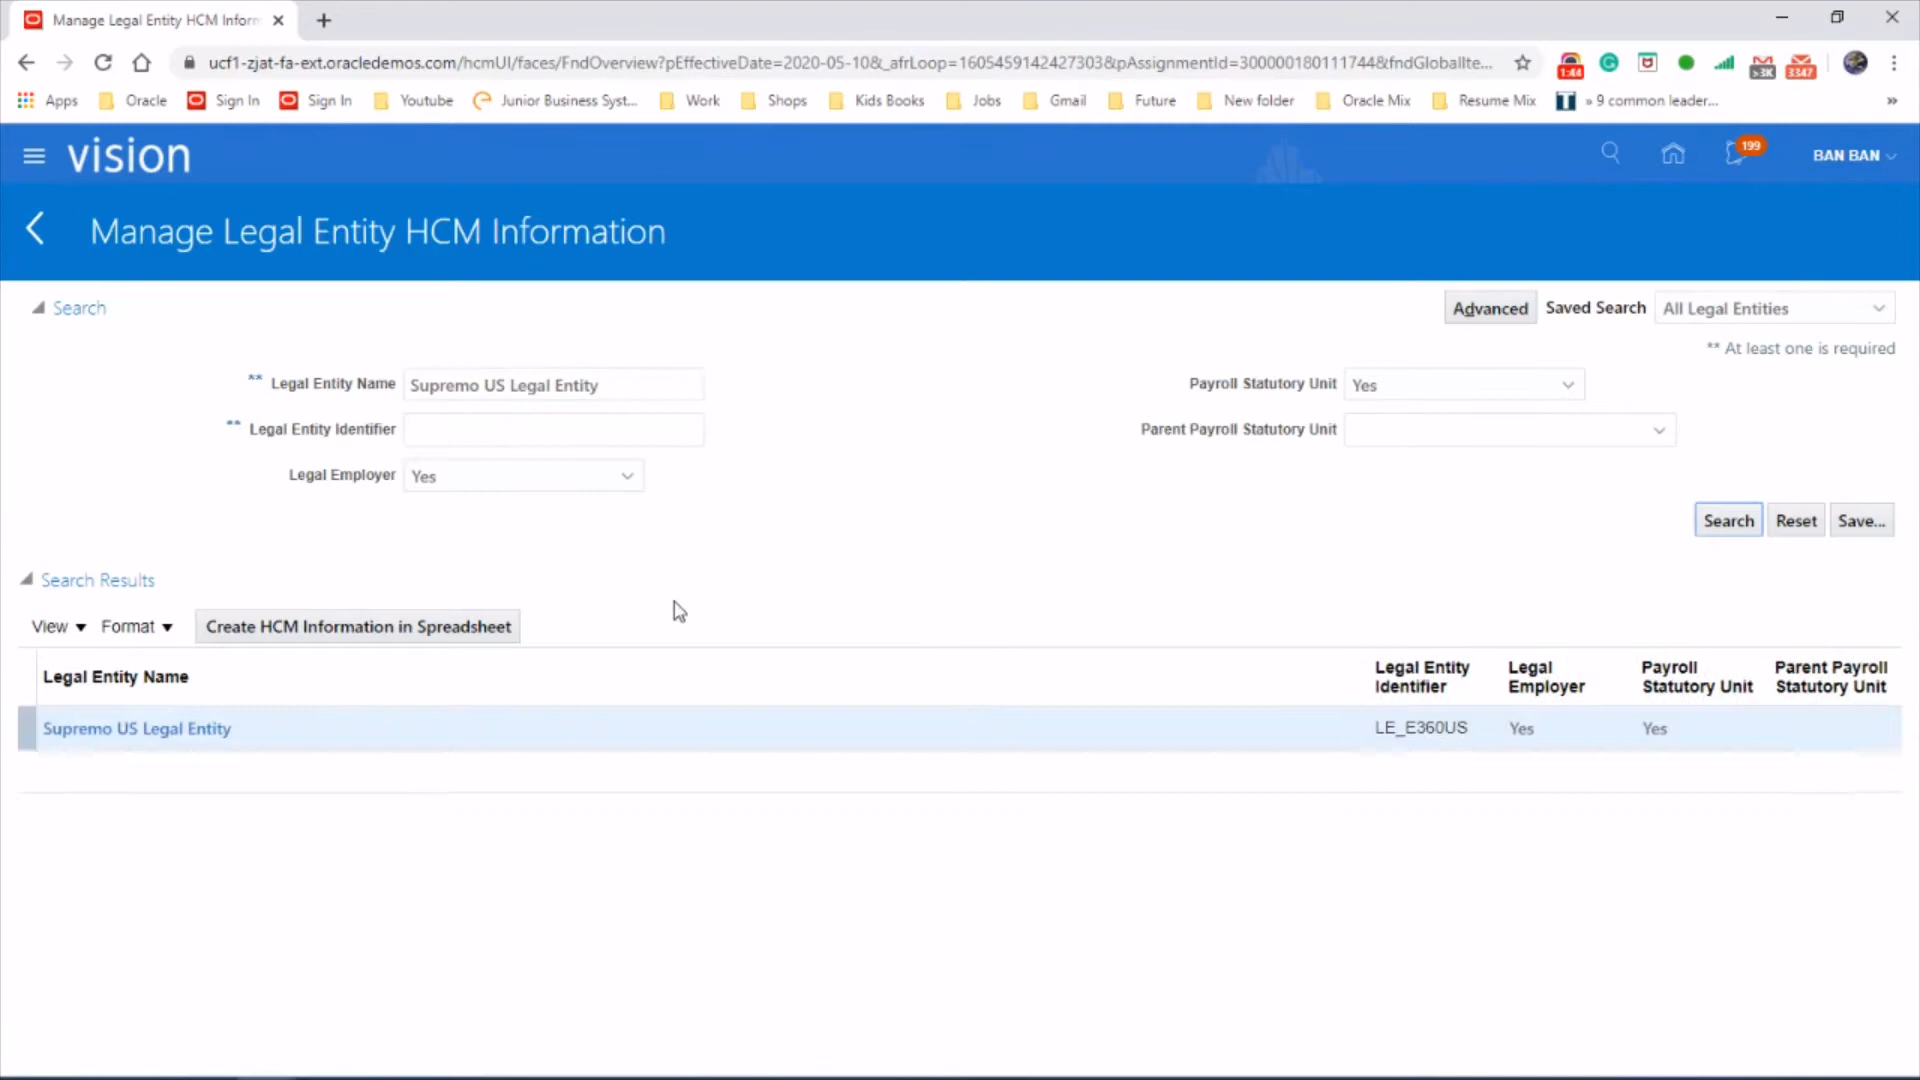 Manage Legal Entity HCM Inform
ucf1-zjat-fa-ext.oracledemos.com/hcmUI/faces/FndOverview?pEffectiveDate=2020-05-10&_afrLoop=1605459142427303&pAssignmentId=300000180111744&fndGlobalIte...
1:44
>3K
3347
Apps Oracle Sign In Sign In Youtube Junior Business Syst... Work Shops Kids Books Jobs Gmail Future New folder Oracle Mix Resume Mix » 9 common leader... »
vision
199
BAN BAN
Manage Legal Entity HCM Information
Search
Advanced Saved Search All Legal Entities
** At least one is required
** Legal Entity Name Supremo US Legal Entity
Payroll Statutory Unit Yes
** Legal Entity Identifier
Parent Payroll Statutory Unit
Legal Employer Yes
Search Reset Save...
Search Results
View Format Create HCM Information in Spreadsheet
Legal Entity Name
Legal Entity Identifier
Legal Employer
Payroll Statutory Unit
Parent Payroll Statutory Unit
Supremo US Legal Entity LE_E360US Yes Yes